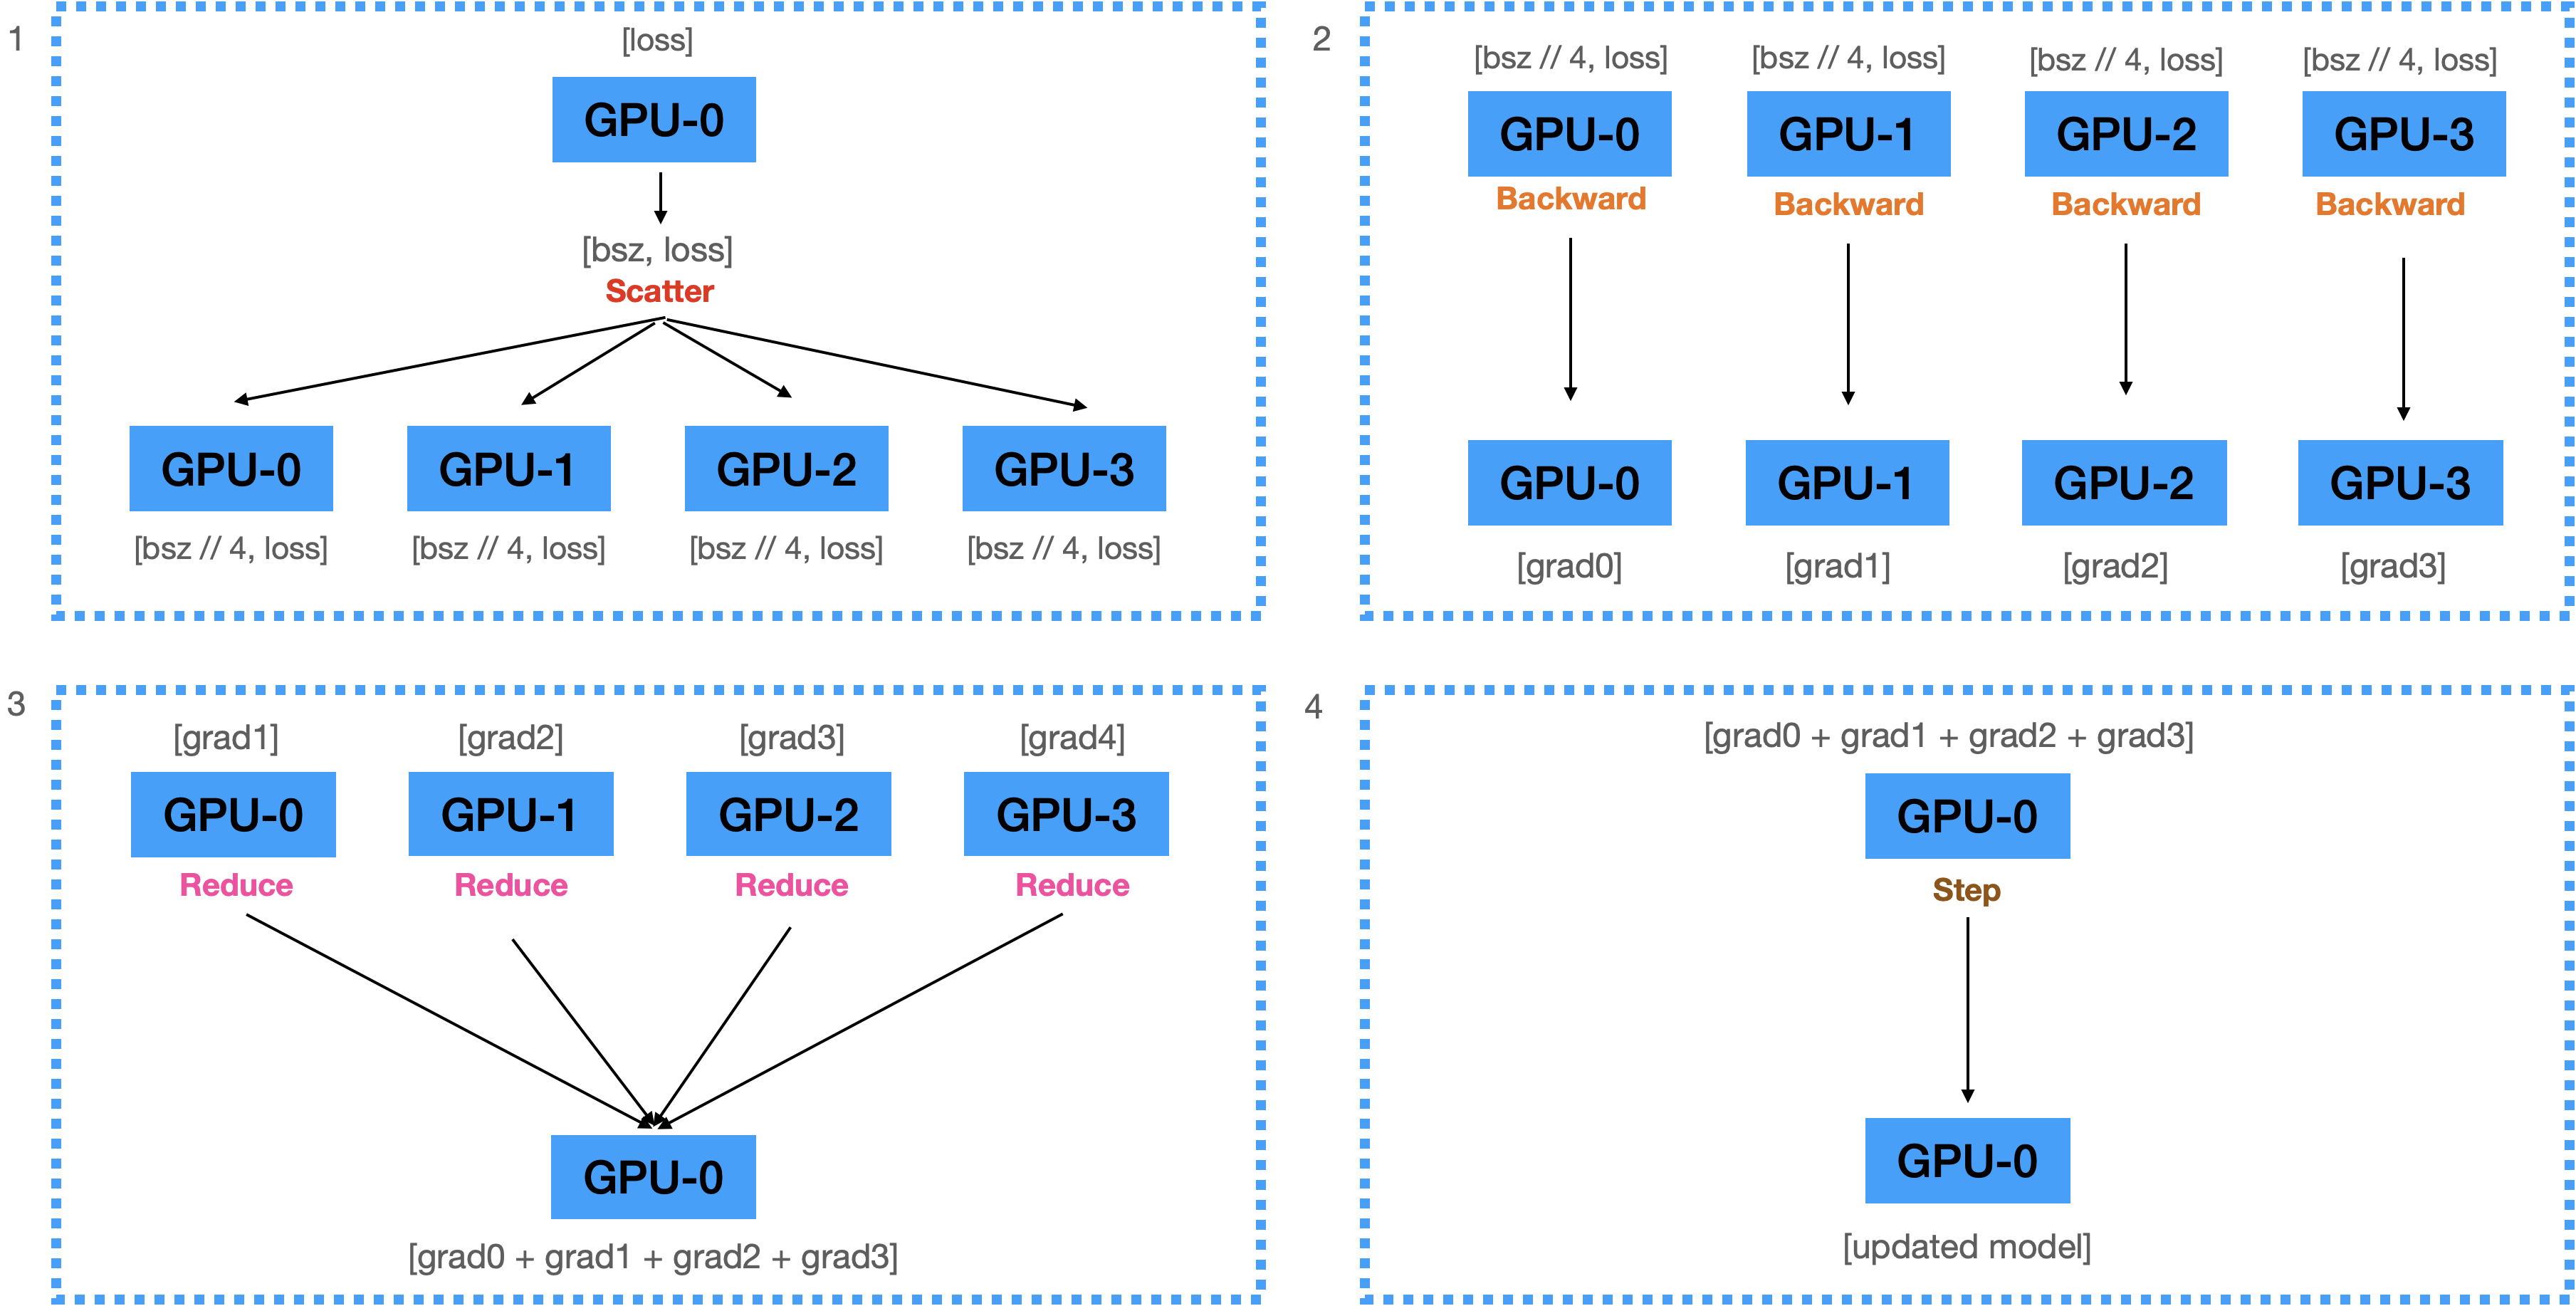 1
[loss]
GPU-0
[bsz, loss]
Scatter
GPU-0 GPU-1 GPU-2 GPU-3
[bsz // 4, loss] [bsz // 4, loss] [bsz // 4, loss] [bsz // 4, loss]
2
[bsz // 4, loss] [bsz // 4, loss] [bsz // 4, loss] [bsz // 4, loss]
GPU-0 GPU-1 GPU-2 GPU-3
Backward Backward Backward Backward
GPU-0 GPU-1 GPU-2 GPU-3
[grad0] [grad1] [grad2] [grad3]
3
[grad1] [grad2] [grad3] [grad4]
GPU-0 GPU-1 GPU-2 GPU-3
Reduce Reduce Reduce Reduce
GPU-0
[grad0 + grad1 + grad2 + grad3]
4
[grad0 + grad1 + grad2 + grad3]
GPU-0
Step
GPU-0
[updated model]